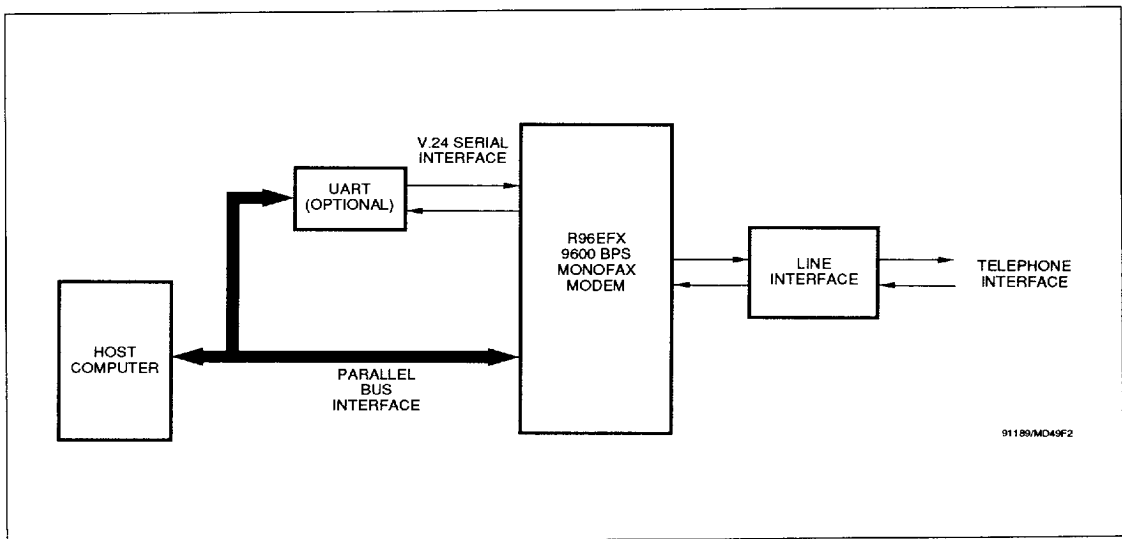 V.24 SERIAL
INTERFACE
UART
(OPTIONAL)
R96EFX
9600 BPS
MONOFAX
MODEM
LINE
INTERFACE
TELEPHONE
INTERFACE
HOST
COMPUTER
PARALLEL
BUS
INTERFACE
91189/MD49F2